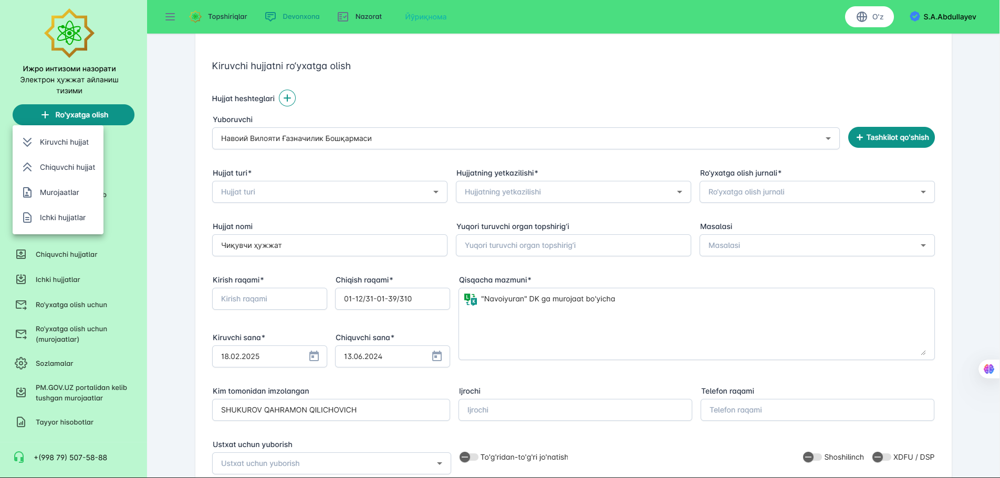 Ижро интизоми назорати
Электрон ҳужжат айланиш
тизими
Ro'yxatga olish
Kiruvchi hujjat
Chiquvchi hujjat
Murojaatlar
Ichki hujjatlar
Chiquvchi hujjatlar
Ichki hujjatlar
Ro‘yxatga olish uchun
Ro‘yxatga olish uchun
(murojaatlar)
Sozlamalar
PM.GOV.UZ portalidan kelib
tushgan murojaatlar
Tayyor hisobotlar
+(998 79) 507-58-88
Topshiriqlar
Devonxona
Nazorat
Йўриқнома
O'z
S.A.Abdullayev
Kiruvchi hujjatni ro‘yxatga olish
Hujjat heshteglari
Yuboruvchi
Навоий Вилояти Ғазначилик Бошқармаси
Tashkilot qo'shish
Hujjat turi*
Hujjatning yetkazilishi*
Ro‘yxatga olish jurnali*
Hujjat turi
Hujjatning yetkazilishi
Ro‘yxatga olish jurnali
Hujjat nomi
Yuqori turuvchi organ topshirig‘i
Masalasi
Чиқувчи ҳужжат
Yuqori turuvchi organ topshirig‘i
Masalasi
Kirish raqami*
Chiqish raqami*
Qisqacha mazmuni*
Kirish raqami
01-12/31-01-39/310
L K
"Navoiyuran" DK ga murojaat bo'yicha
Kiruvchi sana*
Chiquvchi sana*
18.02.2025
13.06.2024
Kim tomonidan imzolangan
Ijrochi
Telefon raqami
SHUKUROV QAHRAMON QILICHOVICH
Ijrochi
Telefon raqami
Ustxat uchun yuborish
Ustxat uchun yuborish
To'g'ridan-to'g'ri jo'natish
Shoshilinch
XDFU / DSP